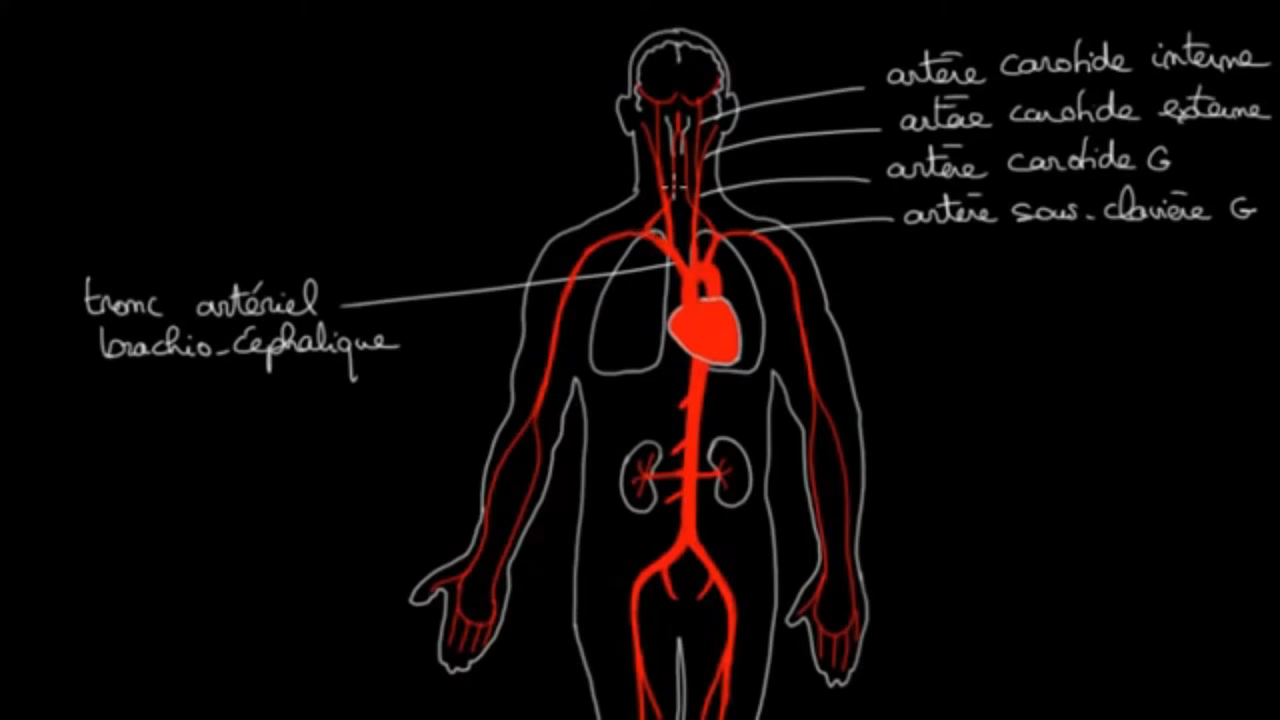 artère carotide interne
artère carotide externe
artère carotide G
artère sous-clavière G
tronc artériel
brachio-céphalique